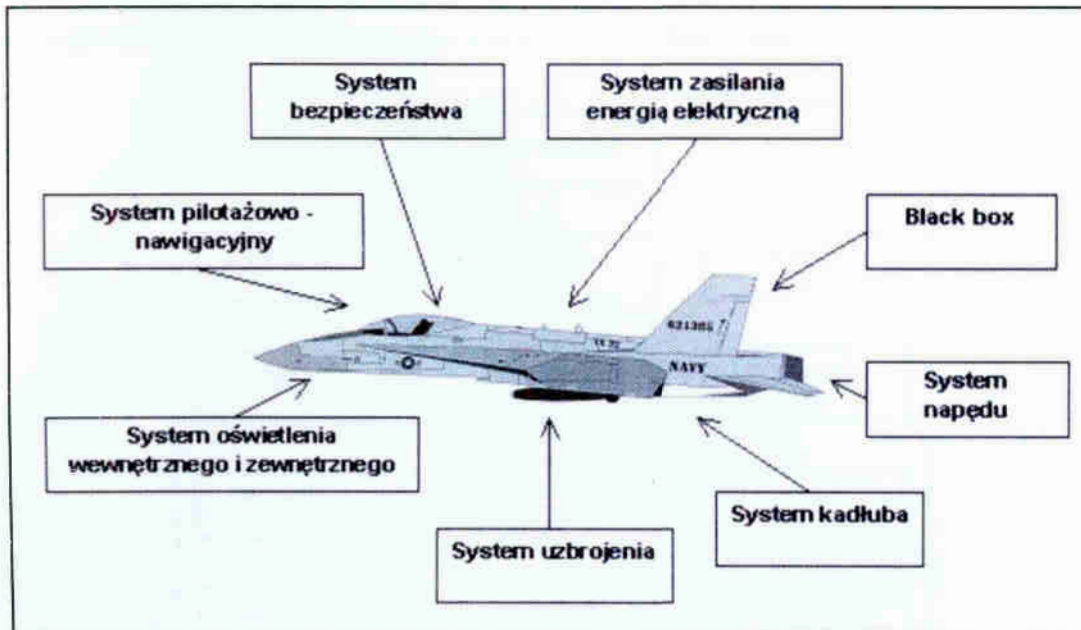 System
bezpieczeństwa
System zasilania
energią elektryczną
System pilotażowo -
nawigacyjny
Black box
NAVY
System
napędu
System oświetlenia
wewnętrznego i zewnętrznego
System kadłuba
System uzbrojenia